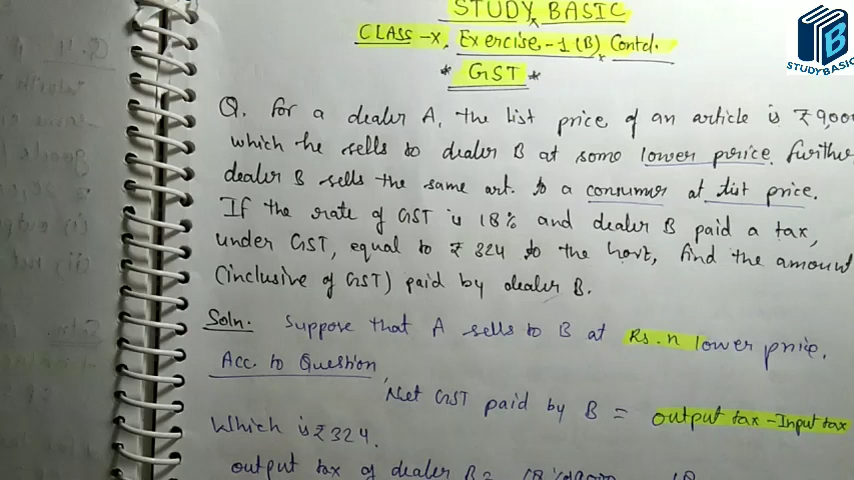 STUDY BASIC
CLASS-X, Exercise-1(B) Contd.
* GST *
B
STUDYBASIC
Q. For a dealer A, the list price of an article is ₹9,00
which he sells to dealer B at some lower price. Further,
dealer B sells the same art. to a consumer at list price.
If the rate of GST is 18% and dealer B paid a tax,
under GST, equal to ₹324 to the hovt, find the amount
(inclusive of GST) paid by dealer B.
Soln. Suppose that A sells to B at Rs. n lower price.
Acc. to Question,
Net GST paid by B = output tax - Input tax
Which is ₹324.
output tax of dealer B = 18